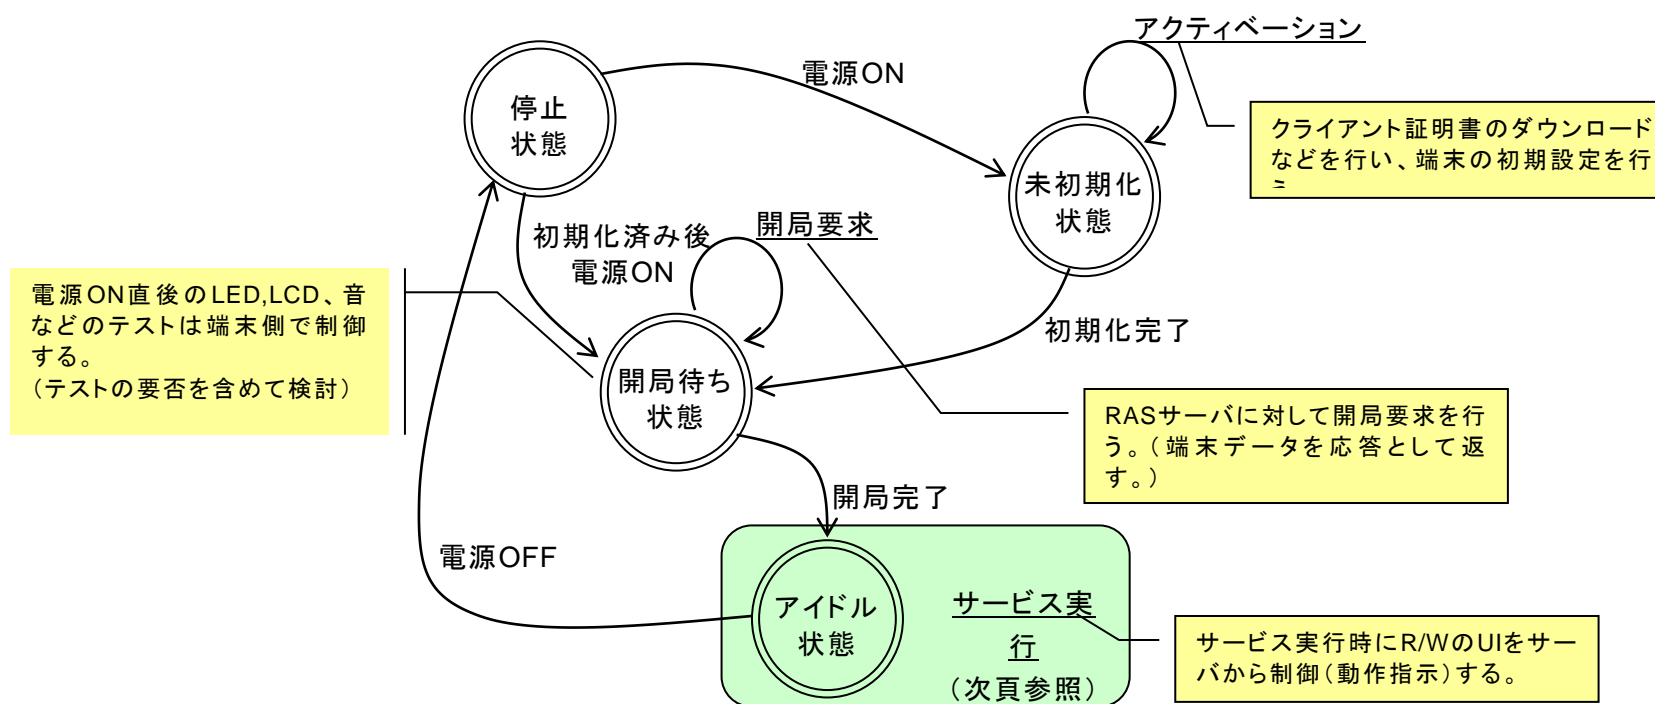 アクティベーション
電源ON
停止
状態
クライアント証明書のダウンロード
などを行い、端末の初期設定を行
未初期化
状態
開局要求
初期化済み後
電源ON
電源ON直後のLED,LCD、音
などのテストは端末側で制御
する。
（テストの要否を含めて検討）
初期化完了
開局待ち
状態
RASサーバに対して開局要求を行
う。（端末データを応答として返
す。）
開局完了
電源OFF
アイドル
状態
サービス実
行
（次頁参照）
サービス実行時にR/WのUIをサー
バから制御（動作指示）する。